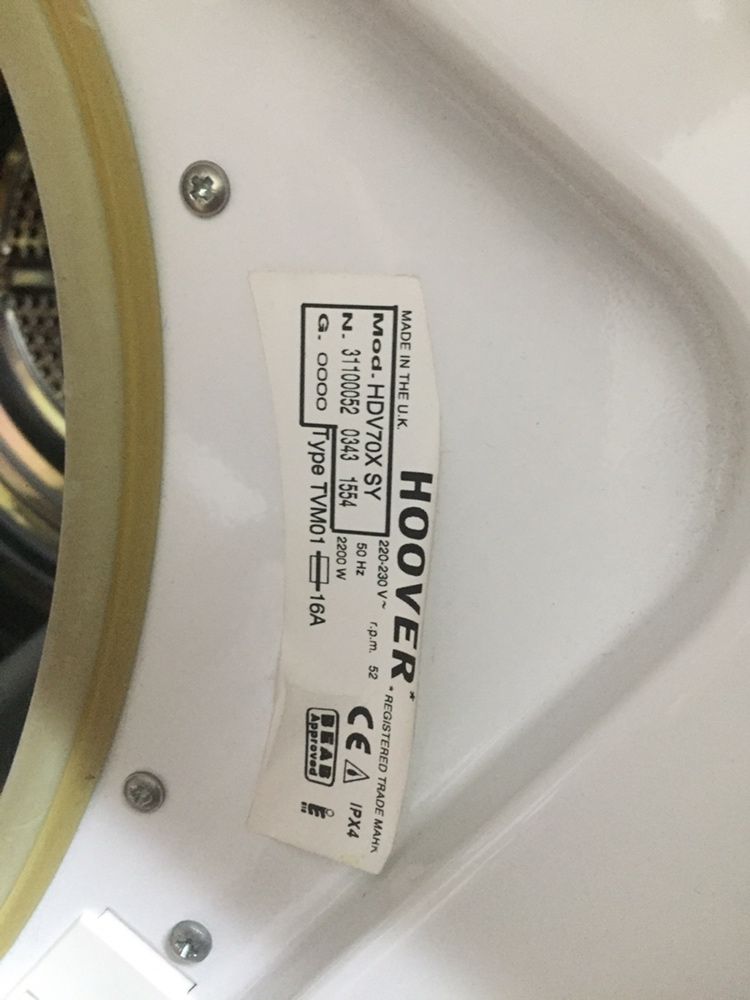 MADE IN THE U.K.
HOOVER*
* REGISTERED TRADE MARK
Mod. HDV70X SY
N. 31100052 0343 1554
G. 0000
Type TVM01
16A
220-230 V~
50 Hz
2200 W
r.p.m. 52
CE
IPX4
BEAB
Approved